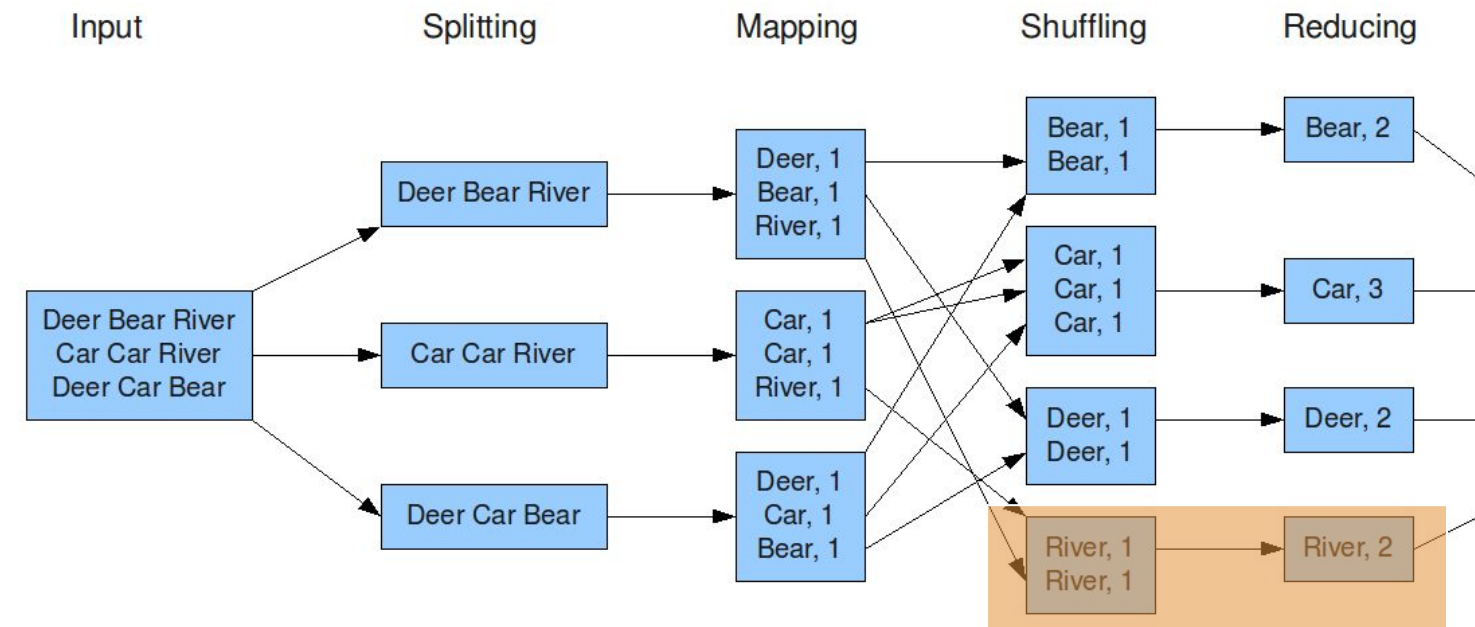 Input
Splitting
Mapping
Shuffling
Reducing
Deer Bear River
Car Car River
Deer Car Bear
Deer Bear River
Car Car River
Deer Car Bear
Deer, 1
Bear, 1
River, 1
Car, 1
Car, 1
River, 1
Deer, 1
Car, 1
Bear, 1
Bear, 1
Bear, 1
Car, 1
Car, 1
Car, 1
Deer, 1
Deer, 1
River, 1
River, 1
Bear, 2
Car, 3
Deer, 2
River, 2